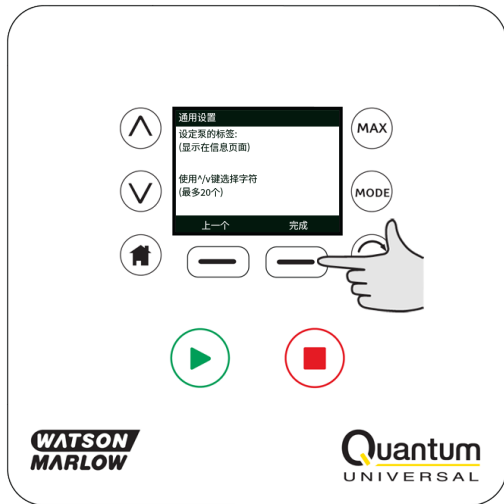 通用设置
设定泵的标签:
(显示在信息页面)
使用^/v键选择字符
(最多20个)
上一个 完成
MAX
MODE
WATSON
MARLOW
Quantum
UNIVERSAL